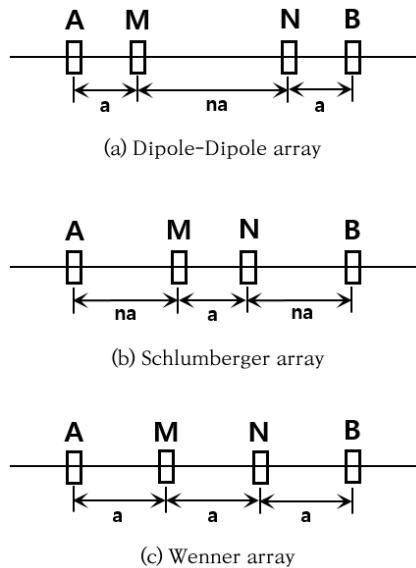 A M N B
a na a
(a) Dipole-Dipole array
A M N B
na a na
(b) Schlumberger array
A M N B
a a a
(c) Wenner array